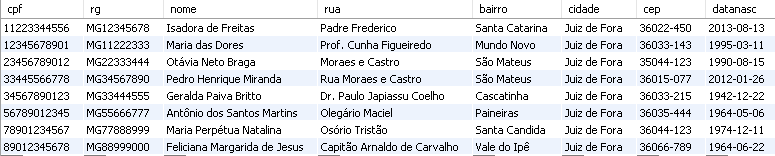 cpf rg nome rua bairro cidade cep datanasc
11223344556 MG12345678 Isadora de Freitas Padre Frederico Santa Catarina Juiz de Fora 36022-450 2013-08-13
12345678901 MG11222333 Maria das Dores Prof. Cunha Figueiredo Mundo Novo Juiz de Fora 36033-143 1995-03-11
23456789012 MG22333444 Otávia Neto Braga Moraes e Castro São Mateus Juiz de Fora 35044-123 1990-08-15
33445566778 MG34567890 Pedro Henrique Miranda Rua Moraes e Castro São Mateus Juiz de Fora 36015-077 2012-01-26
34567890123 MG33444555 Geralda Paiva Britto Dr. Paulo Japiassu Coelho Cascatinha Juiz de Fora 36033-215 1942-12-22
56789012345 MG55666777 Antônio dos Santos Martins Olegário Maciel Paineiras Juiz de Fora 36035-444 1964-05-06
78901234567 MG77888999 Maria Perpétua Natalina Osório Tristão Santa Candida Juiz de Fora 36044-123 1974-12-11
89012345678 MG88999000 Feliciana Margarida de Jesus Capitão Arnaldo de Carvalho Vale do Ipê Juiz de Fora 36066-789 1964-06-22